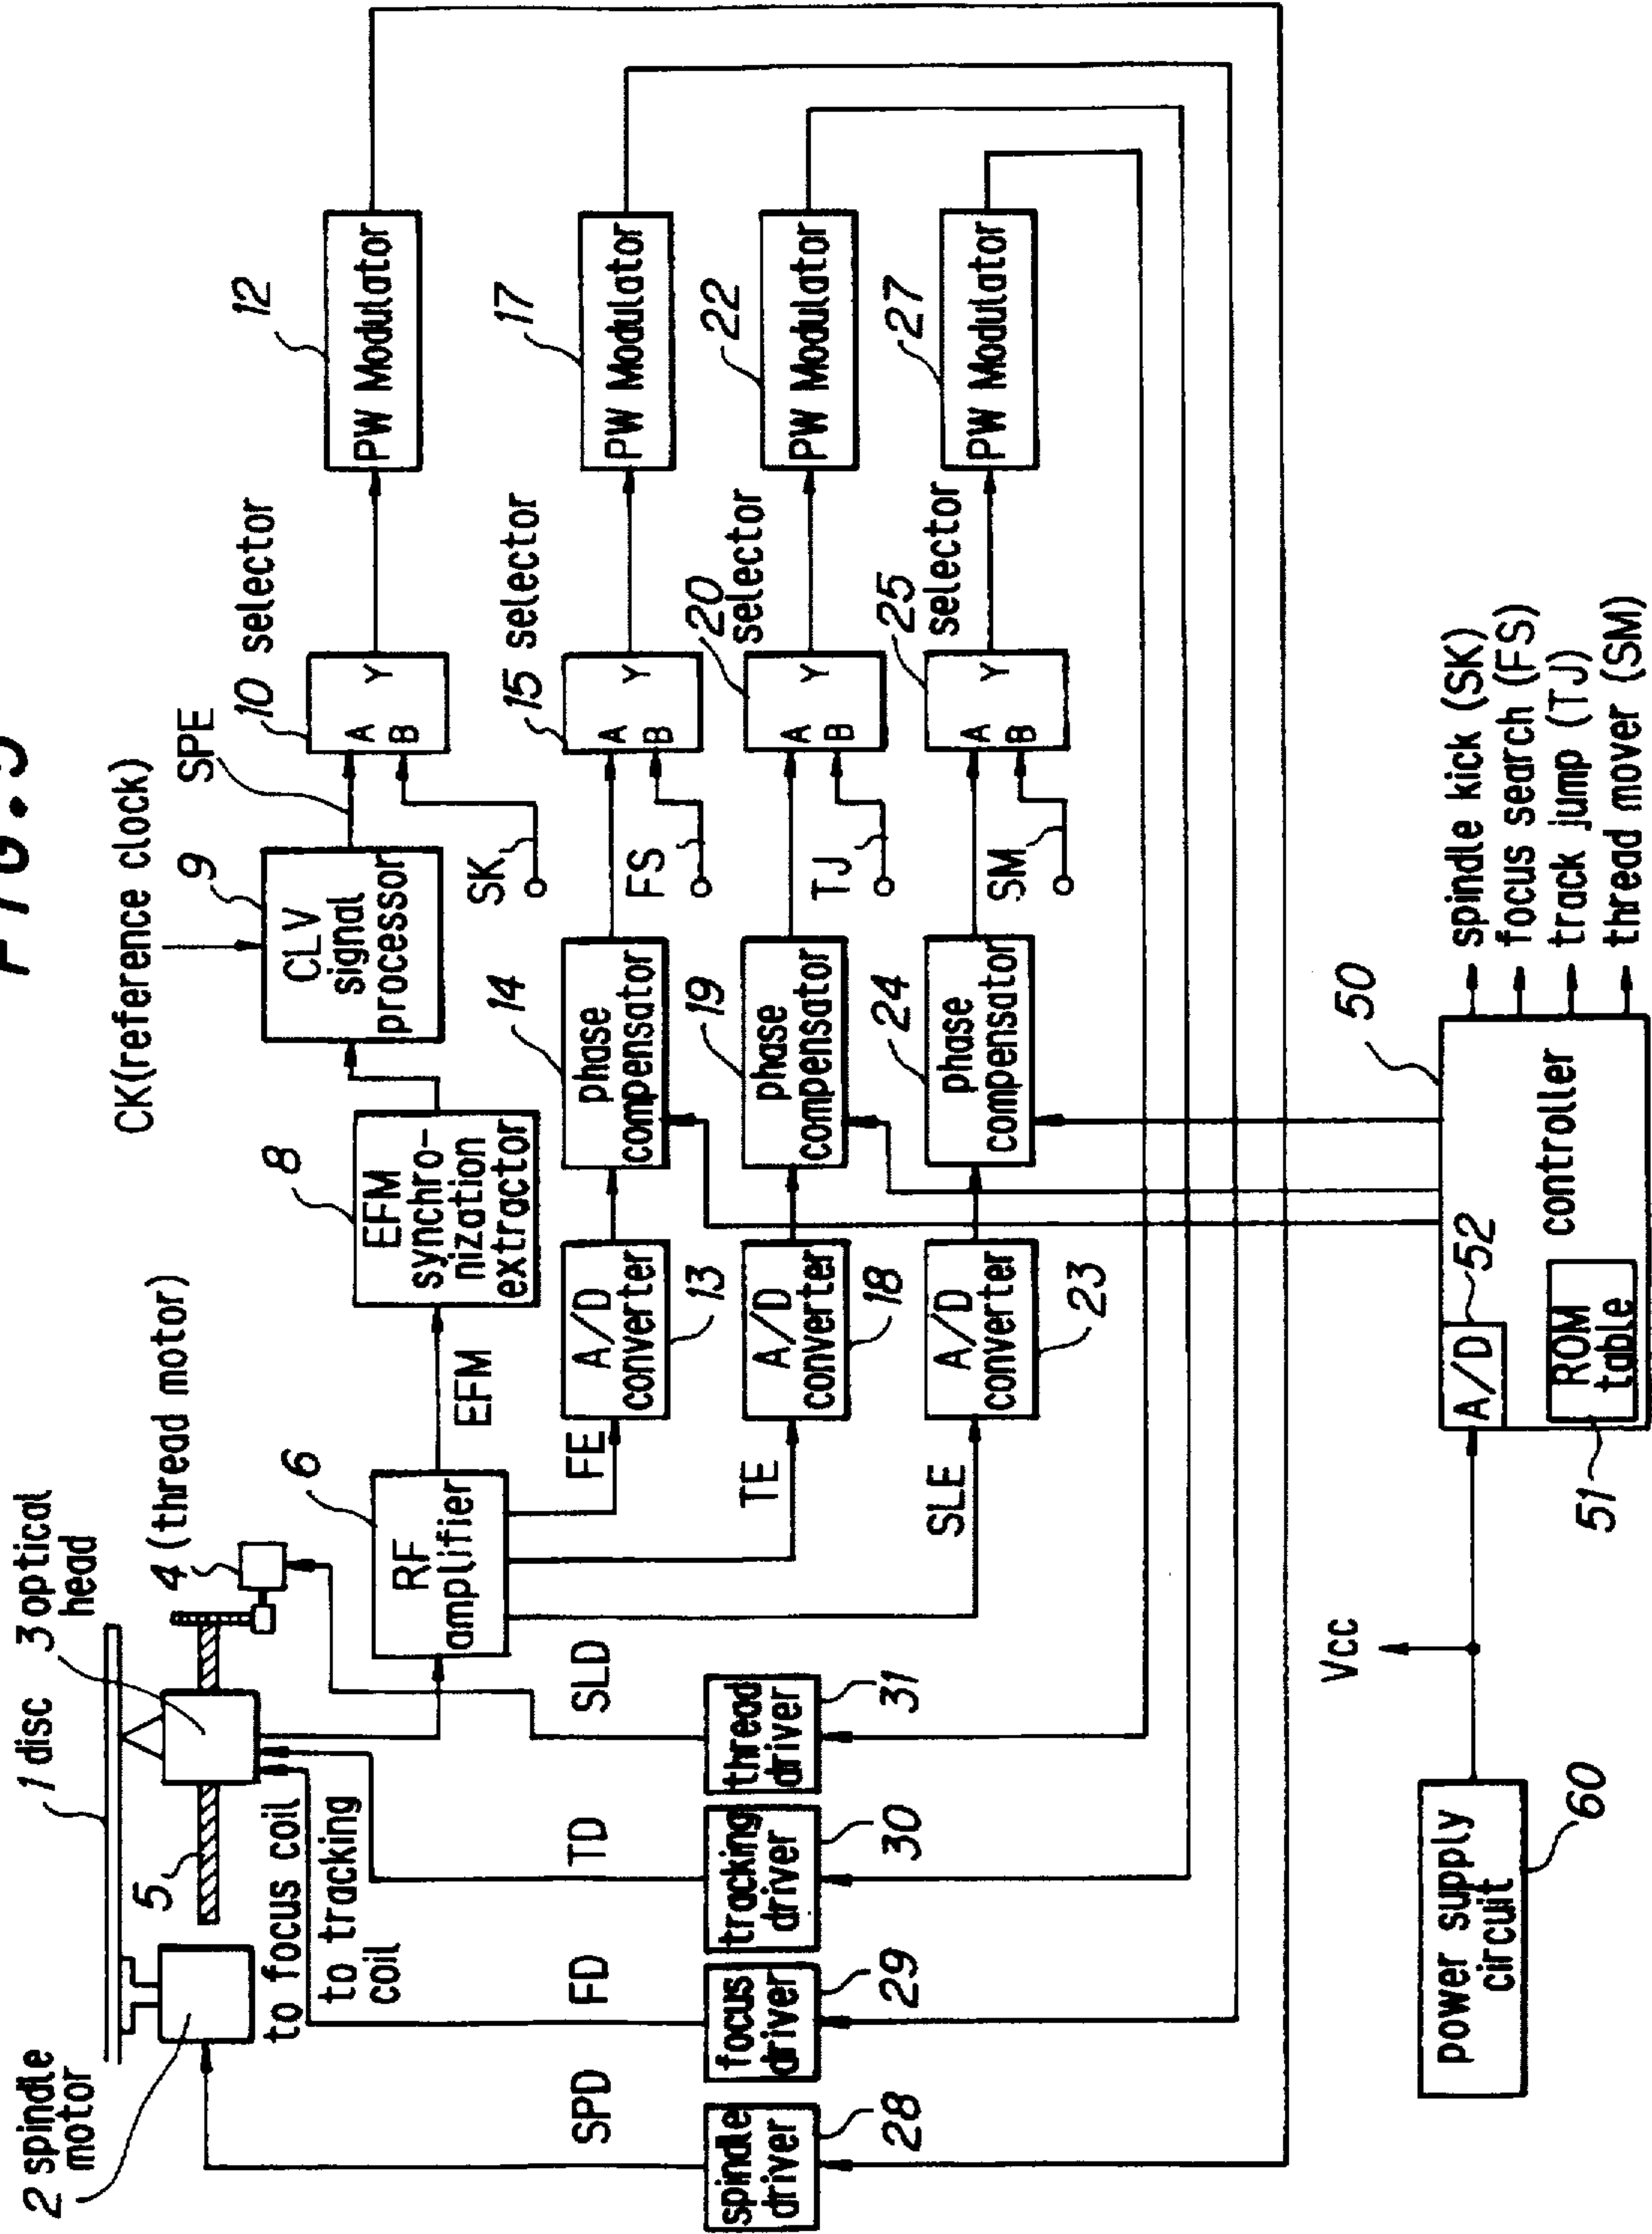 1 disc
3 optical
head
4 (thread motor)
2 spindle
motor
5
to focus coil
to tracking
coil
CK(reference clock)
6
RF
amplifier
EFM
8
EFM
synchro-
nization
extractor
9
CLV
signal
processor
SPE
10 selector
A
B
Y
SK
12
PW Modulator
FE
A/D
converter
13
14
phase
compensator
FS
15 selector
A
B
Y
17
PW Modulator
TE
A/D
converter
18
19
phase
compensator
TJ
20
selector
A
B
Y
22
PW Modulator
SLE
A/D
converter
23
24
phase
compensator
SM
25
selector
A
B
Y
27
PW Modulator
SPD
FD
TD
SLD
spindle
driver
28
focus
driver
29
tracking
driver
30
thread
driver
31
power supply
circuit
60
Vcc
A/D
52
ROM
table
51
controller
50
spindle kick (SK)
focus search (FS)
track jump (TJ)
thread mover (SM)